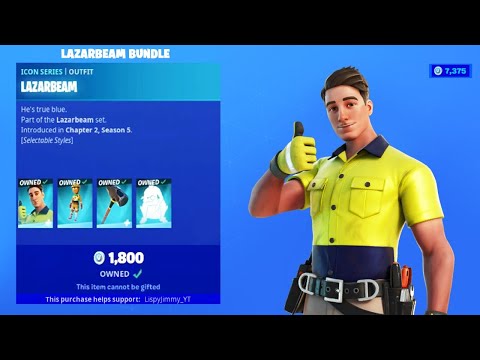 LAZARBEAM BUNDLE
ICON SERIES | OUTFIT
LAZARBEAM
He's true blue.
Part of the Lazarbeam set.
Introduced in Chapter 2, Season 5.
[Selectable Styles]
OWNED ✓ OWNED ✓ OWNED ✓ OWNED ✓
1,800
OWNED ✓
This item cannot be gifted
This purchase helps support: LispyJimmy_YT
7,375